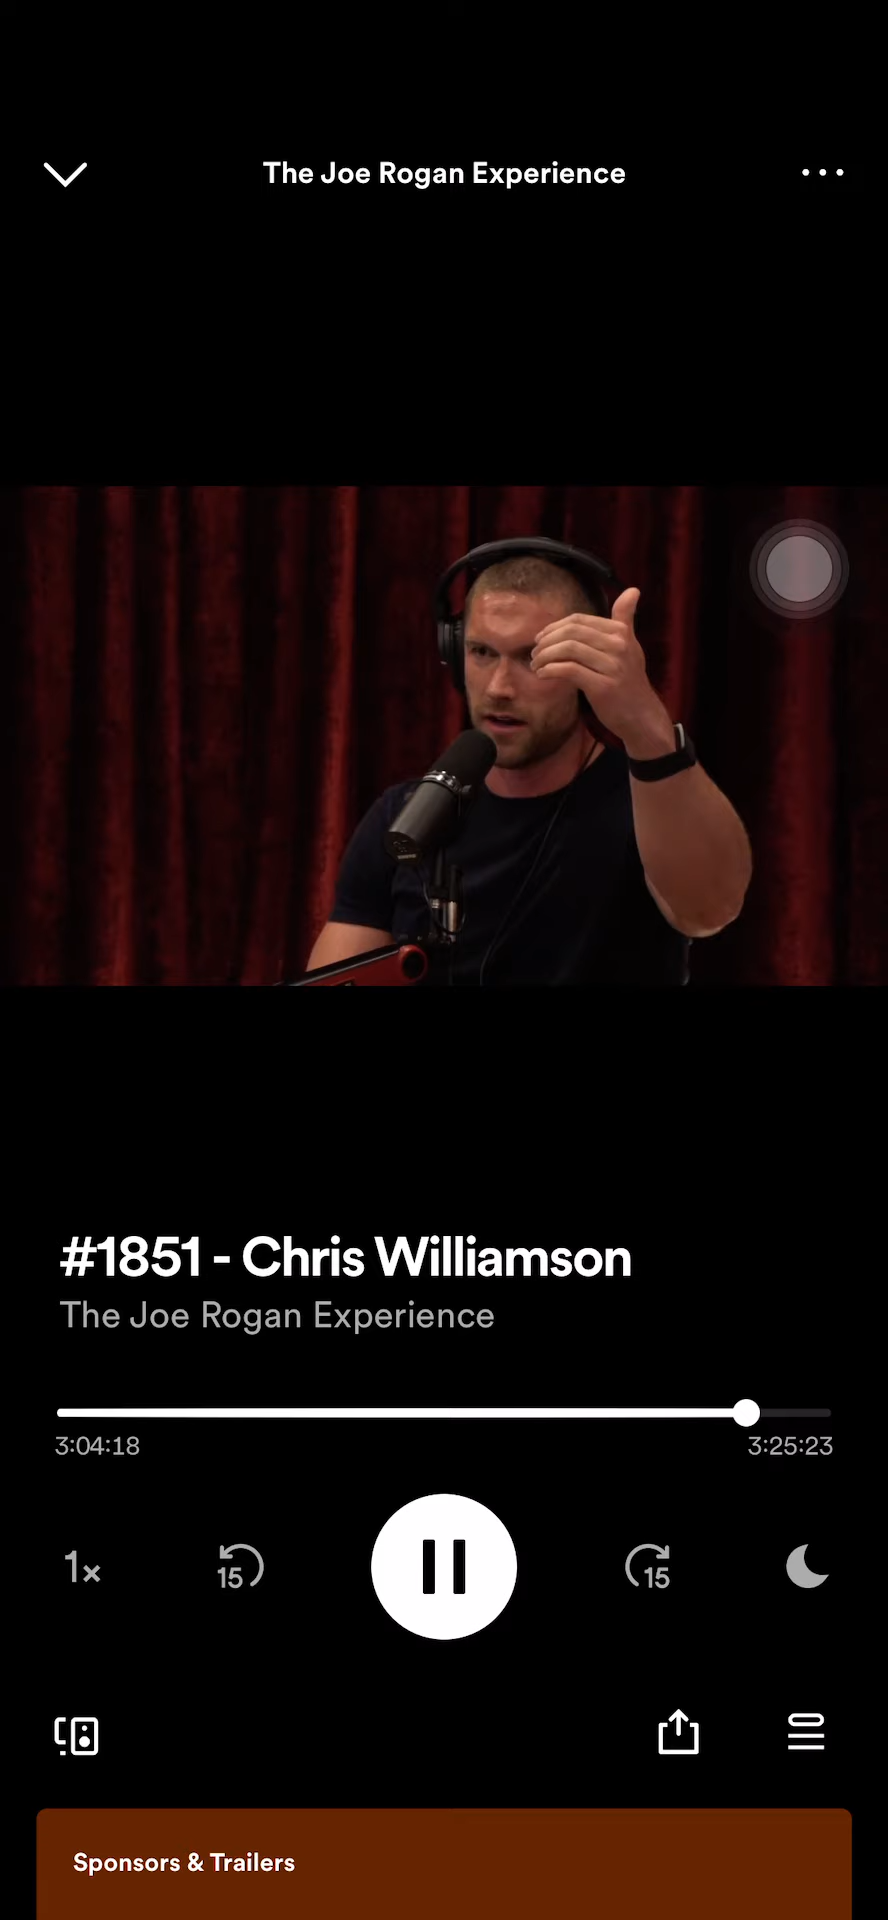 The Joe Rogan Experience
#1851 - Chris Williamson
The Joe Rogan Experience
3:04:18 3:25:23
1x 15 15
Sponsors & Trailers